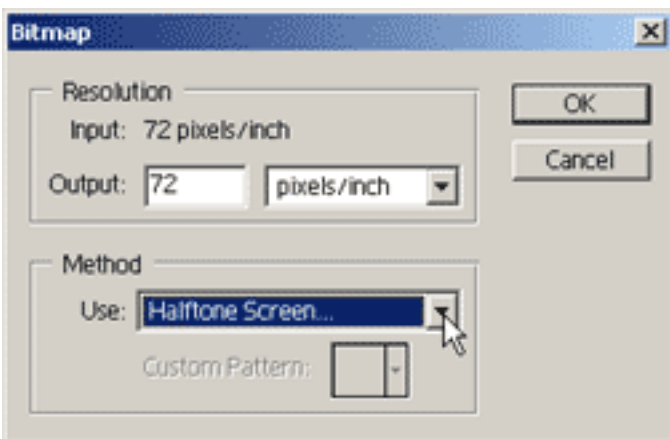 Bitmap
Resolution
Input: 72 pixels/inch
Output: 72 pixels/inch
OK
Cancel
Method
Use: Halftone Screen...
Custom Pattern: